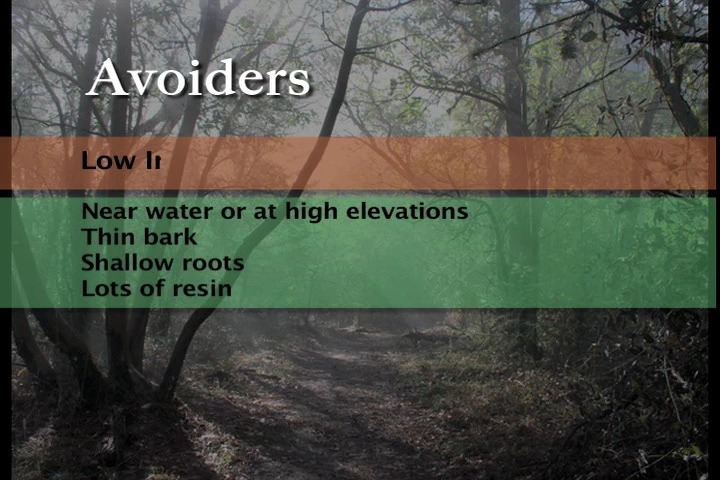 Avoiders
Low
Near water or at high elevations
Thin bark
Shallow roots
Lots of resin